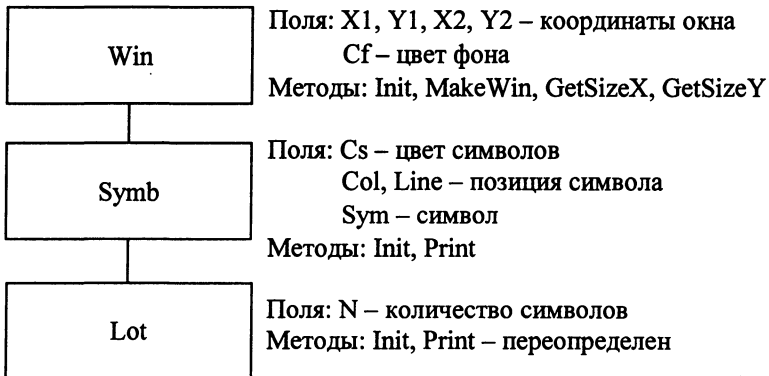 Win
Поля: X1, Y1, X2, Y2 – координаты окна
Cf – цвет фона
Методы: Init, MakeWin, GetSizeX, GetSizeY
Symb
Поля: Cs – цвет символов
Col, Line – позиция символа
Sym – символ
Методы: Init, Print
Lot
Поля: N – количество символов
Методы: Init, Print – переопределен